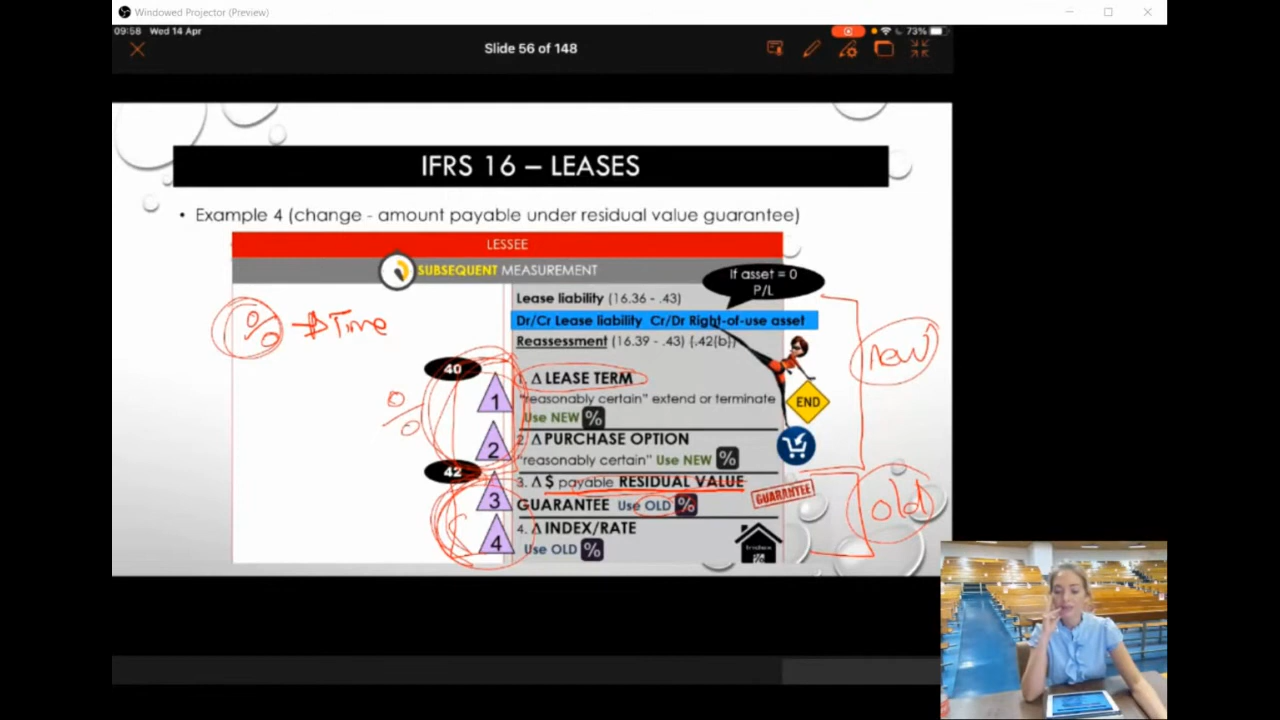 Windowed Projector (Preview)
09:58 Wed 14 Apr
73%
Slide 56 of 148
IFRS 16 – LEASES
• Example 4 (change - amount payable under residual value guarantee)
LESSEE
SUBSEQUENT MEASUREMENT
If asset = 0
P/L
Lease liability (16.36 - .43)
Dr/Cr Lease liability Cr/Dr Right-of-use asset
Reassessment (16.39 - .43) {.42(b)}
% → Time
new
40
1
1. Δ LEASE TERM
"reasonably certain" extend or terminate
Use NEW %
END
%
2
2. Δ PURCHASE OPTION
"reasonably certain" Use NEW %
42
3
3. Δ $ payable RESIDUAL VALUE
GUARANTEE Use OLD %
GUARANTEE
old
4
4. Δ INDEX/RATE
Use OLD %